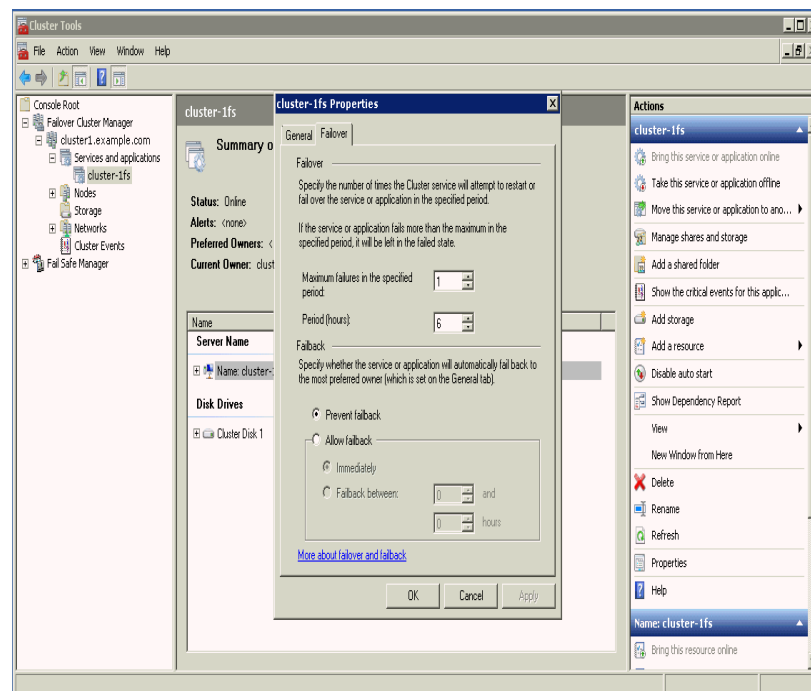 Cluster Tools
File Action View Window Help
Console Root
Failover Cluster Manager
cluster1.example.com
Services and applications
cluster-1fs
Nodes
Storage
Networks
Cluster Events
Fail Safe Manager
cluster-1fs
Summary o
Status: Online
Alerts: <none>
Preferred Owners: <
Current Owner: clust
Name
Server Name
Name: cluster-
Disk Drives
Cluster Disk 1
cluster-1fs Properties
General Failover
Failover
Specify the number of times the Cluster service will attempt to restart or
fail over the service or application in the specified period.
If the service or application fails more than the maximum in the
specified period, it will be left in the failed state.
Maximum failures in the specified
period: 1
Period (hours): 6
Failback
Specify whether the service or application will automatically fail back to
the most preferred owner (which is set on the General tab).
Prevent failback
Allow failback
Immediately
Failback between: 0 and
0 hours
More about failover and failback
OK Cancel Apply
Actions
cluster-1fs
Bring this service or application online
Take this service or application offline
Move this service or application to ano...
Manage shares and storage
Add a shared folder
Show the critical events for this applic...
Add storage
Add a resource
Disable auto start
Show Dependency Report
View
New Window from Here
Delete
Rename
Refresh
Properties
Help
Name: cluster-1fs
Bring this resource online